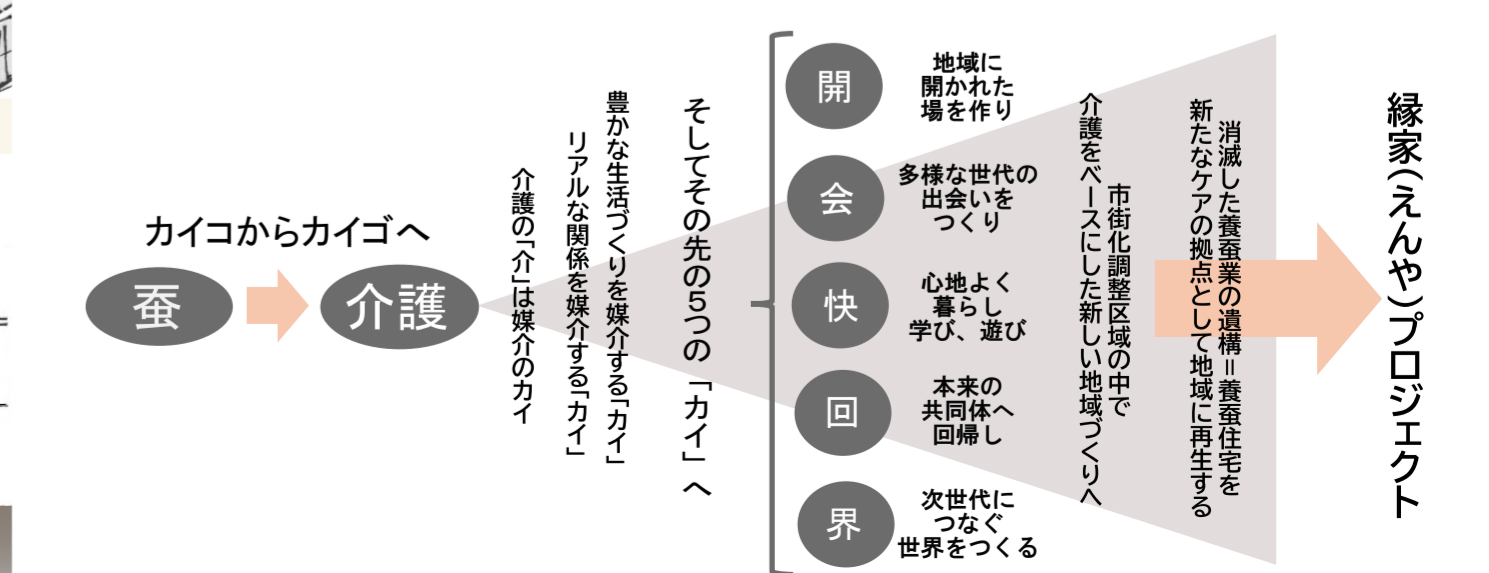 カイコからカイゴへ
蚕
介護
介護の「介」は媒介のカイ
リアルな関係を媒介する「カイ」
豊かな生活づくりを媒介する「カイ」
そしてその先の5つの「カイ」へ
開
地域に
開かれた
場を作り
会
多様な世代の
出会いを
つくり
快
心地よく
暮らし
学び、遊び
回
本来の
共同体へ
回帰し
界
次世代に
つなぐ
世界をつくる
市街化調整区域の中で
介護をベースにした新しい地域づくりへ
消滅した養蚕業の遺構=養蚕住宅を
新たなケアの拠点として地域に再生する
縁家(えんや)プロジェクト